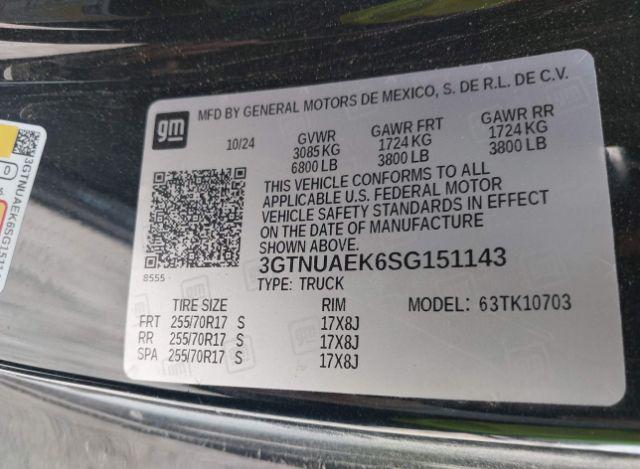 MFD BY GENERAL MOTORS DE MEXICO, S. DE R.L. DE C.V.
gm
10/24 GVWR GAWR FRT GAWR RR
3085 KG 1724 KG 1724 KG
6800 LB 3800 LB 3800 LB
THIS VEHICLE CONFORMS TO ALL
APPLICABLE U.S. FEDERAL MOTOR
VEHICLE SAFETY STANDARDS IN EFFECT
ON THE DATE OF MANUFACTURE
3GTNUAEK6SG151143
8555 TYPE: TRUCK
TIRE SIZE RIM MODEL: 63TK10703
FRT 255/70R17 S 17X8J
RR 255/70R17 S 17X8J
SPA 255/70R17 S 17X8J
3GTNUAEK6SG1511